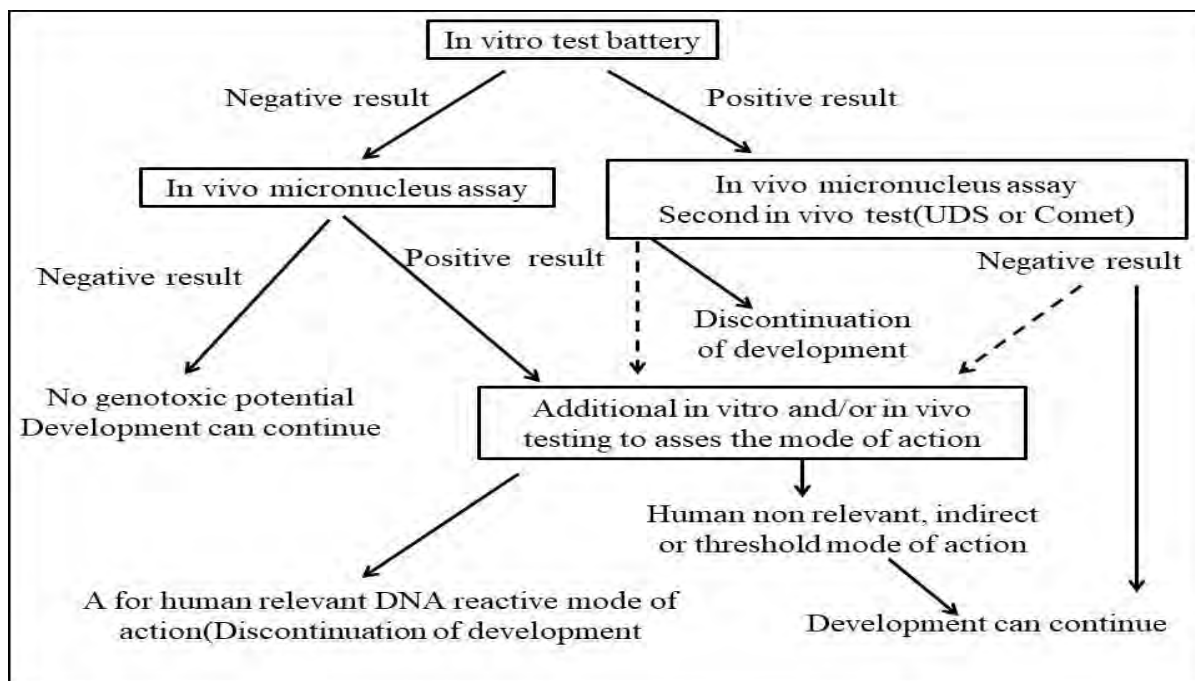 In vitro test battery
Negative result
Positive result
In vivo micronucleus assay
In vivo micronucleus assay
Second in vivo test(UDS or Comet)
Negative result
Positive result
Negative result
Discontinuation
of development
No genotoxic potential
Development can continue
Additional in vitro and/or in vivo
testing to asses the mode of action
Human non relevant, indirect
or threshold mode of action
A for human relevant DNA reactive mode of
action(Discontinuation of development
Development can continue